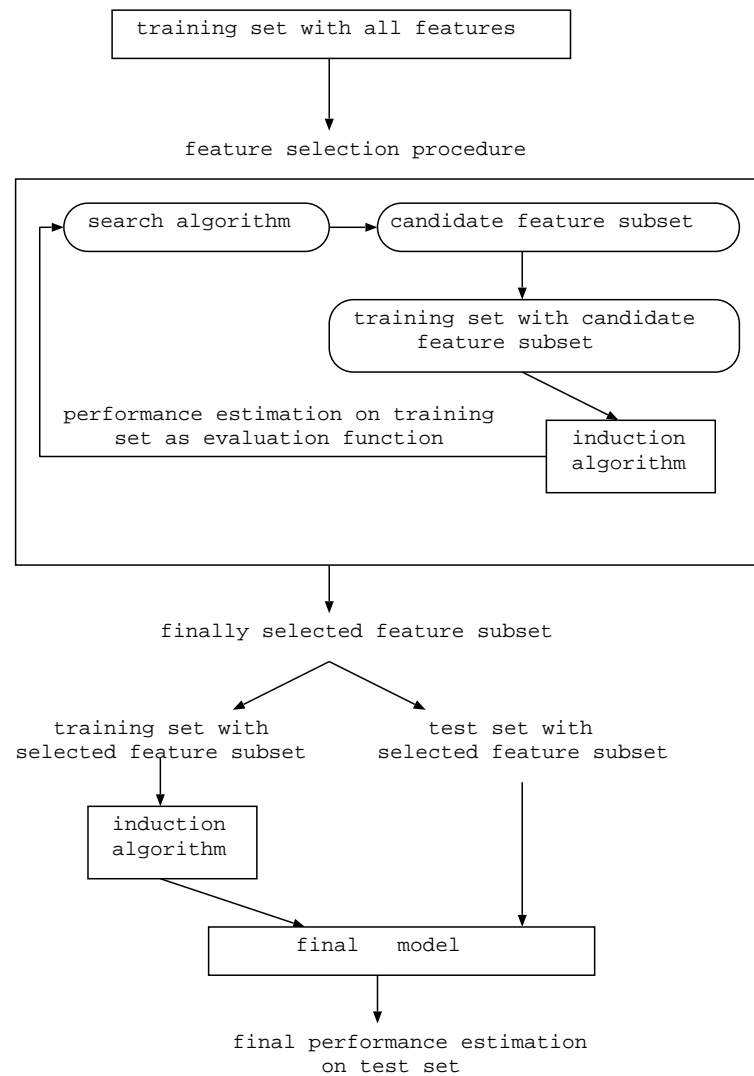 training set with all features
feature selection procedure
search algorithm
candidate feature subset
training set with candidate
feature subset
performance estimation on training
set as evaluation function
induction
algorithm
finally selected feature subset
training set with
selected feature subset
test set with
selected feature subset
induction
algorithm
final model
final performance estimation
on test set